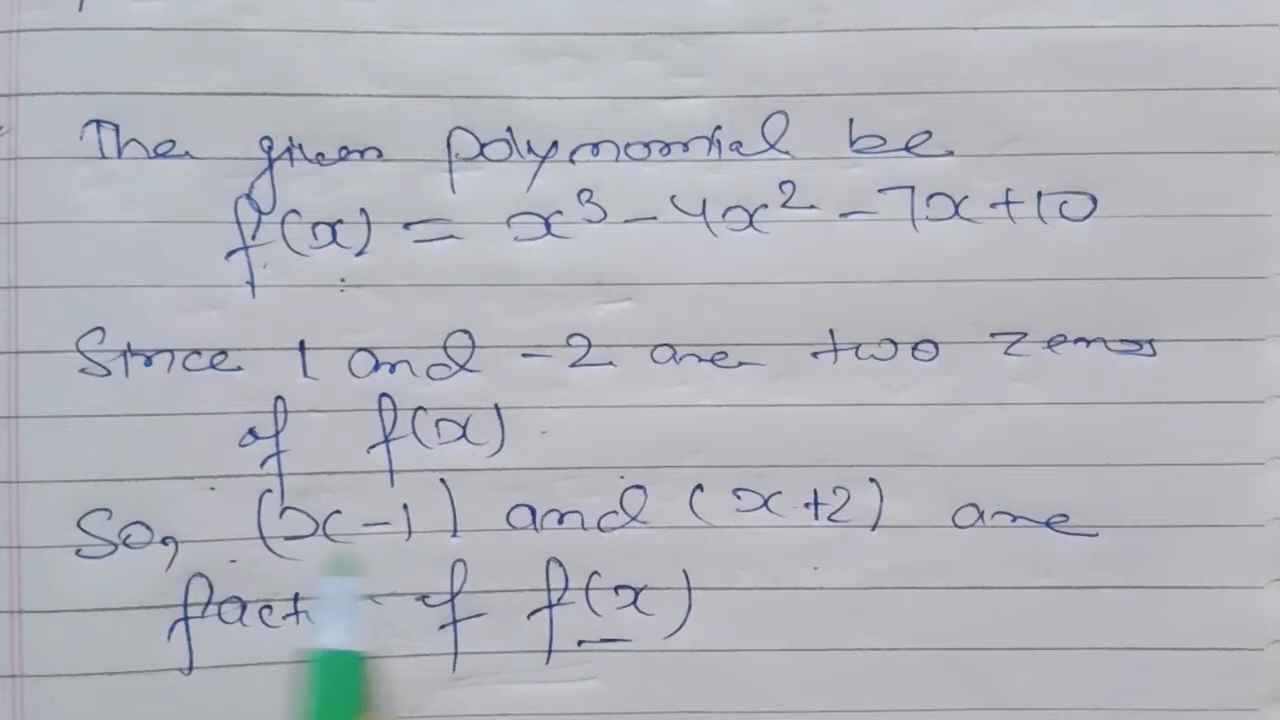 The given polynomial be
f(x) = x³ - 4x² - 7x + 10
Since 1 and -2 are two zeros
of f(x).
So, (x-1) and (x+2) are
of f(x)